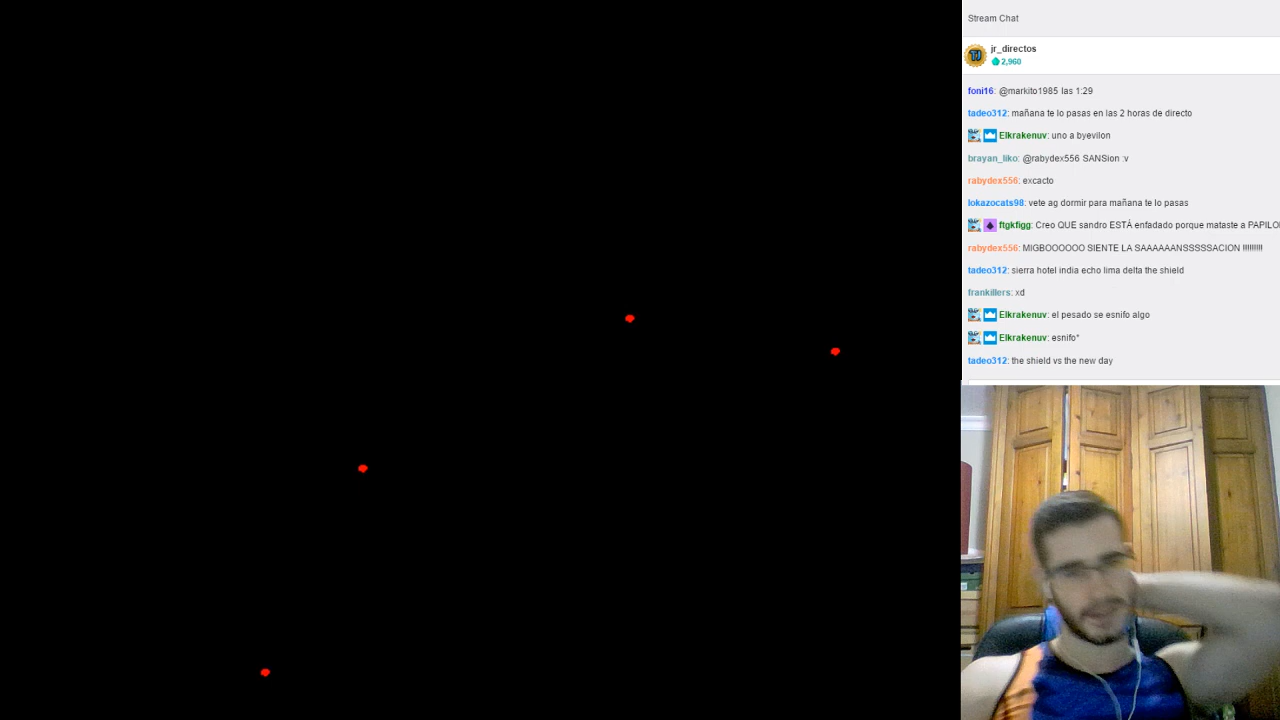 Stream Chat
jr_directos
2,960
foni16: @markito1985 las 1:29
tadeo312: mañana te lo pasas en las 2 horas de directo
Elkrakenuv: uno a byevilon
brayan_liko: @rabydex556 SANSion :v
rabydex556: excacto
lokazocats98: vete ag dormir para mañana te lo pasas
ftgkfigg: Creo QUE sandro ESTÁ enfadado porque mataste a PAPILO
rabydex556: MIGBOOOOOO SIENTE LA SAAAAAANSSSSSACION !!!!!!!!!
tadeo312: sierra hotel india echo lima delta the shield
frankillers: xd
Elkrakenuv: el pesado se esnifo algo
Elkrakenuv: esnifo*
tadeo312: the shield vs the new day